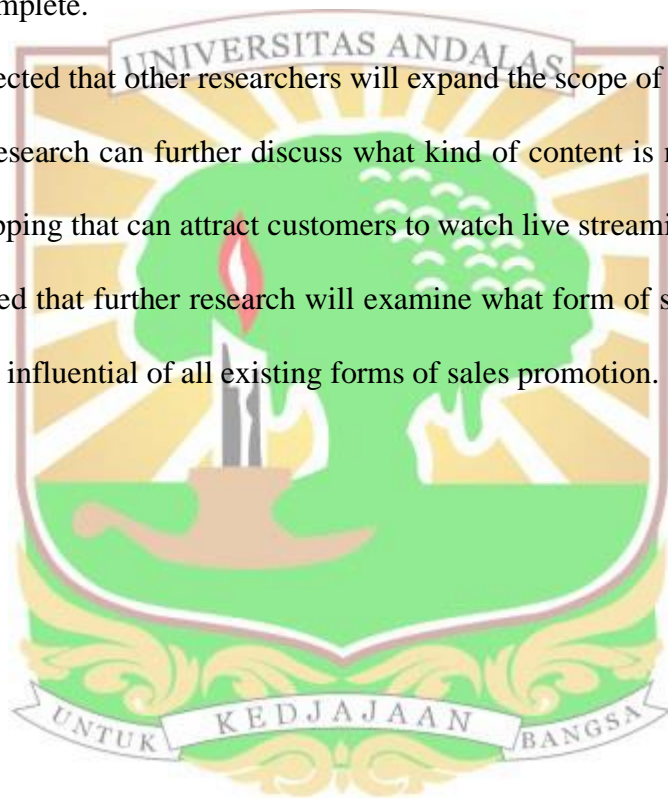 mplete.
UNIVERSITAS ANDALAS
ected that other researchers will expand the scope of
esearch can further discuss what kind of content is
pping that can attract customers to watch live streami
ed that further research will examine what form of s
influential of all existing forms of sales promotion.
UNTUK KEDJAJAAN BANGSA